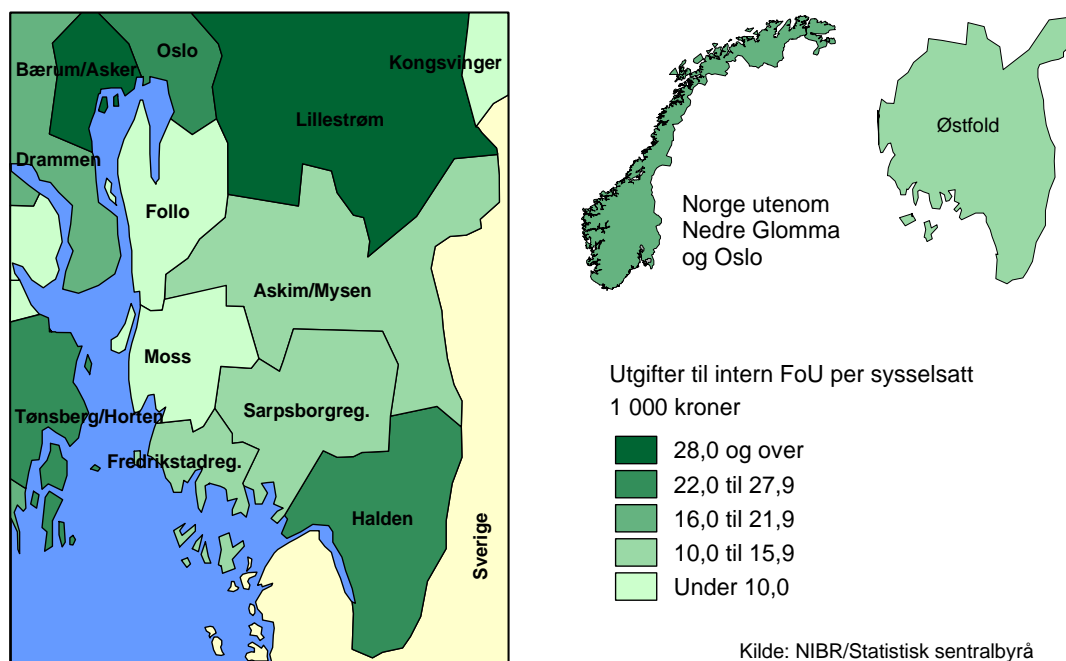 Oslo
Bærum/Asker
Kongsvinger
Lillestrøm
Drammen
Follo
Askim/Mysen
Moss
Sarpsborgreg.
Tønsberg/Horten
Fredrikstadreg.
Halden
Sverige
Østfold
Norge utenom
Nedre Glomma
og Oslo
Utgifter til intern FoU per sysselsatt
1 000 kroner
28,0 og over
22,0 til 27,9
16,0 til 21,9
10,0 til 15,9
Under 10,0
Kilde: NIBR/Statistisk sentralbyrå